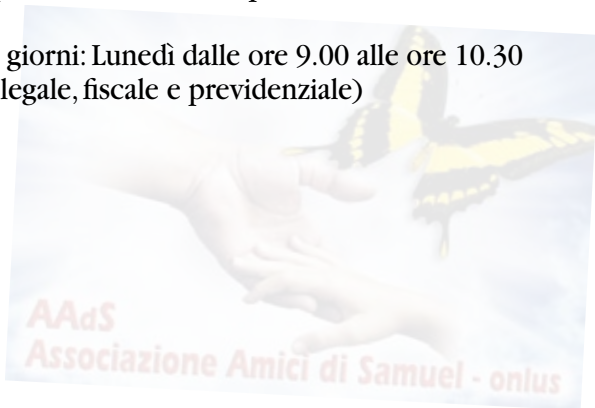 giorni: Lunedì dalle ore 9.00 alle ore 10.30
legale, fiscale e previdenziale)
AAdS
Associazione Amici di Samuel - onlus